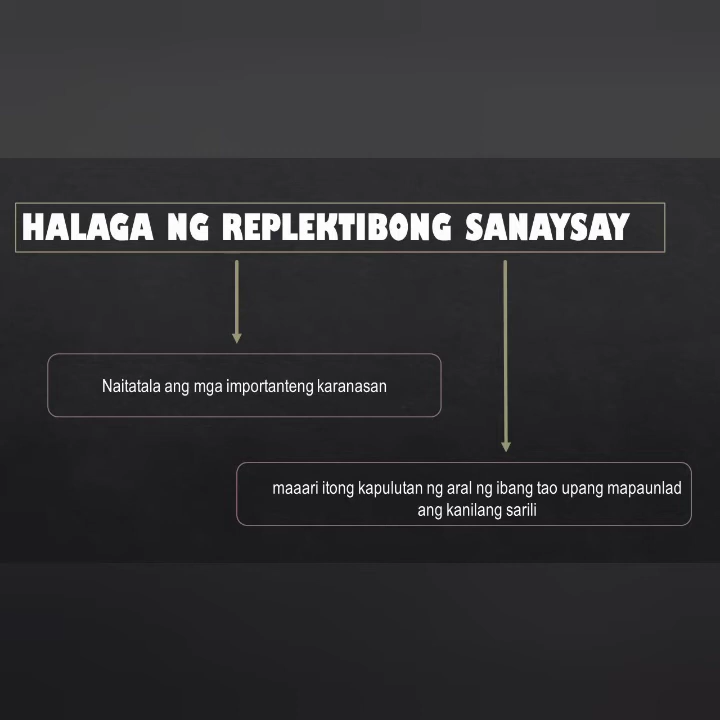 HALAGA NG REPLEKTIBONG SANAYSAY
Naitatala ang mga importanteng karanasan
maaari itong kapulutan ng aral ng ibang tao upang mapaunlad
ang kanilang sarili